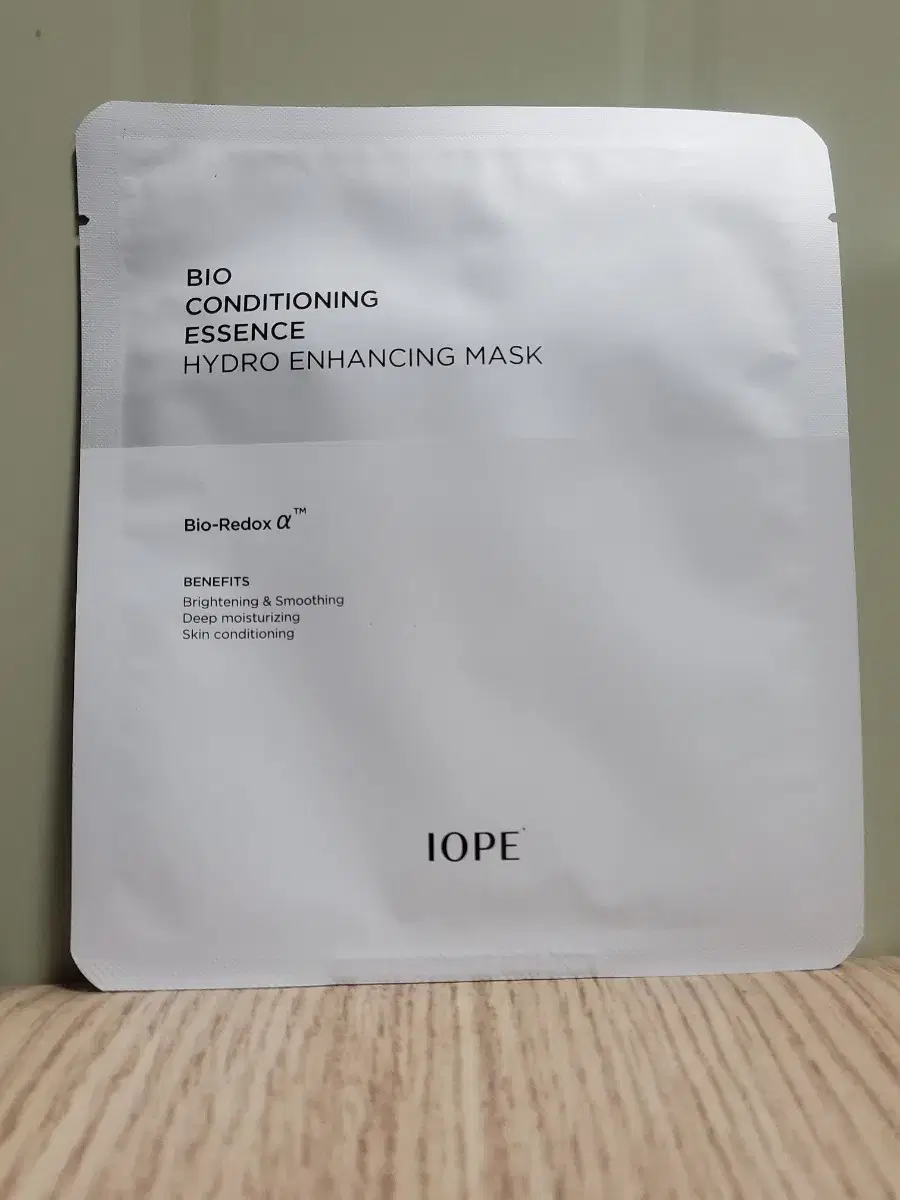 BIO
CONDITIONING
ESSENCE
HYDRO ENHANCING MASK
Bio-Redox α™
BENEFITS
Brightening & Smoothing
Deep moisturizing
Skin conditioning
IOPE